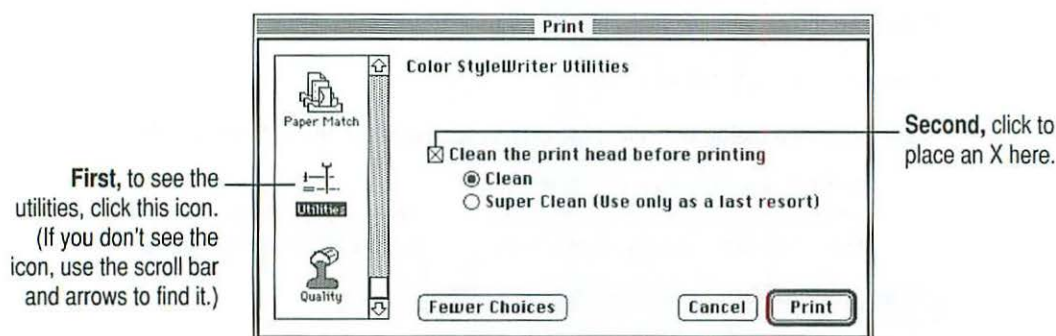 Print
Color StyleWriter Utilities
Paper Match
Clean the print head before printing
Clean
Super Clean (Use only as a last resort)
Utilities
Quality
Fewer Choices
Cancel
Print
First, to see the
utilities, click this icon.
(If you don't see the
icon, use the scroll bar
and arrows to find it.)
Second, click to
place an X here.